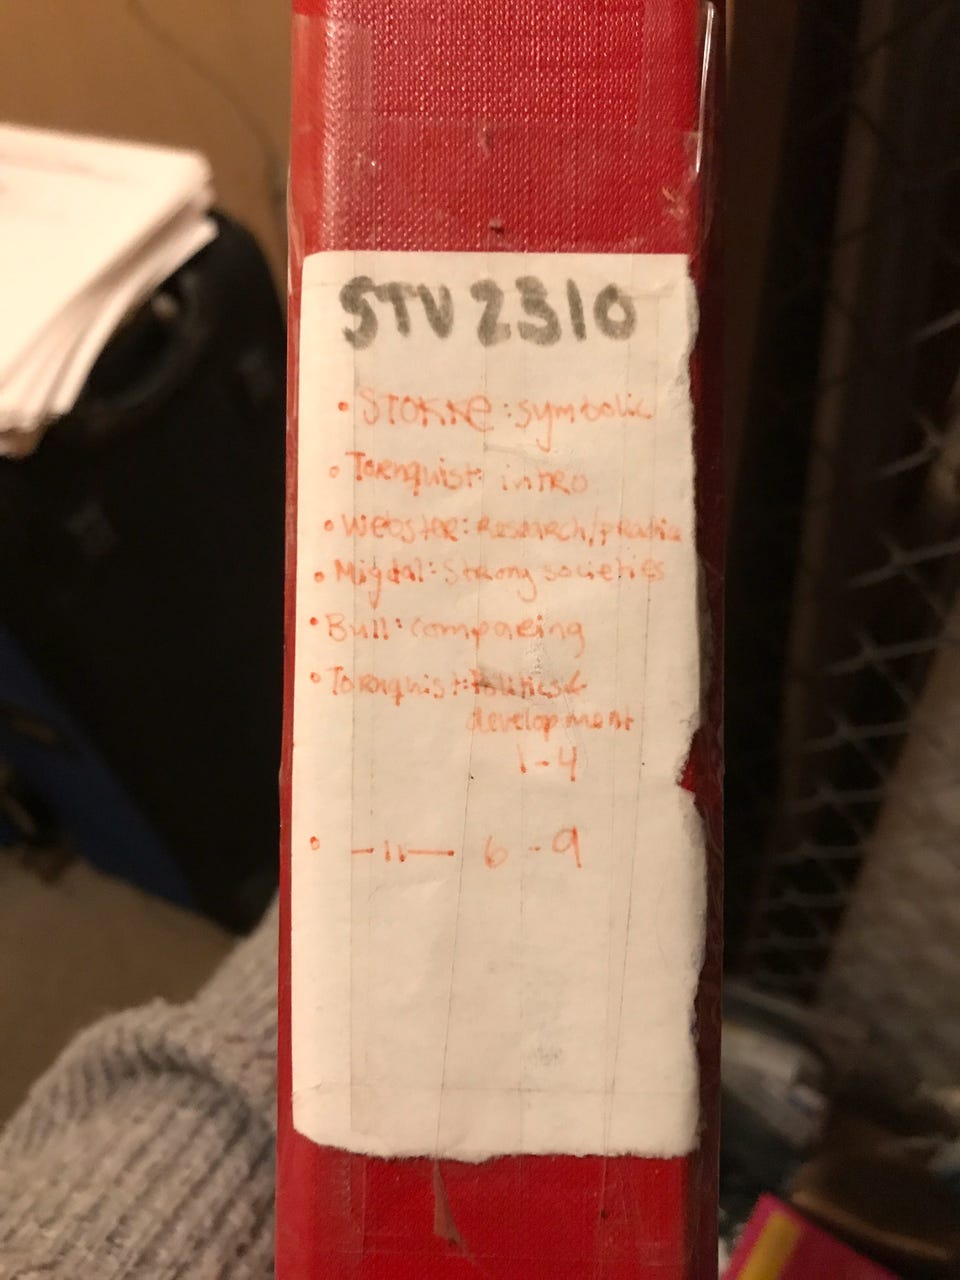 STV2310
• Stokke: symbolic
• Tornquist: intro
• Webster: Research/practice
• Migdal: Strong societies
• Bull: comparing
• Tornquist: Politics &
development
1-4
• —11— 6-9